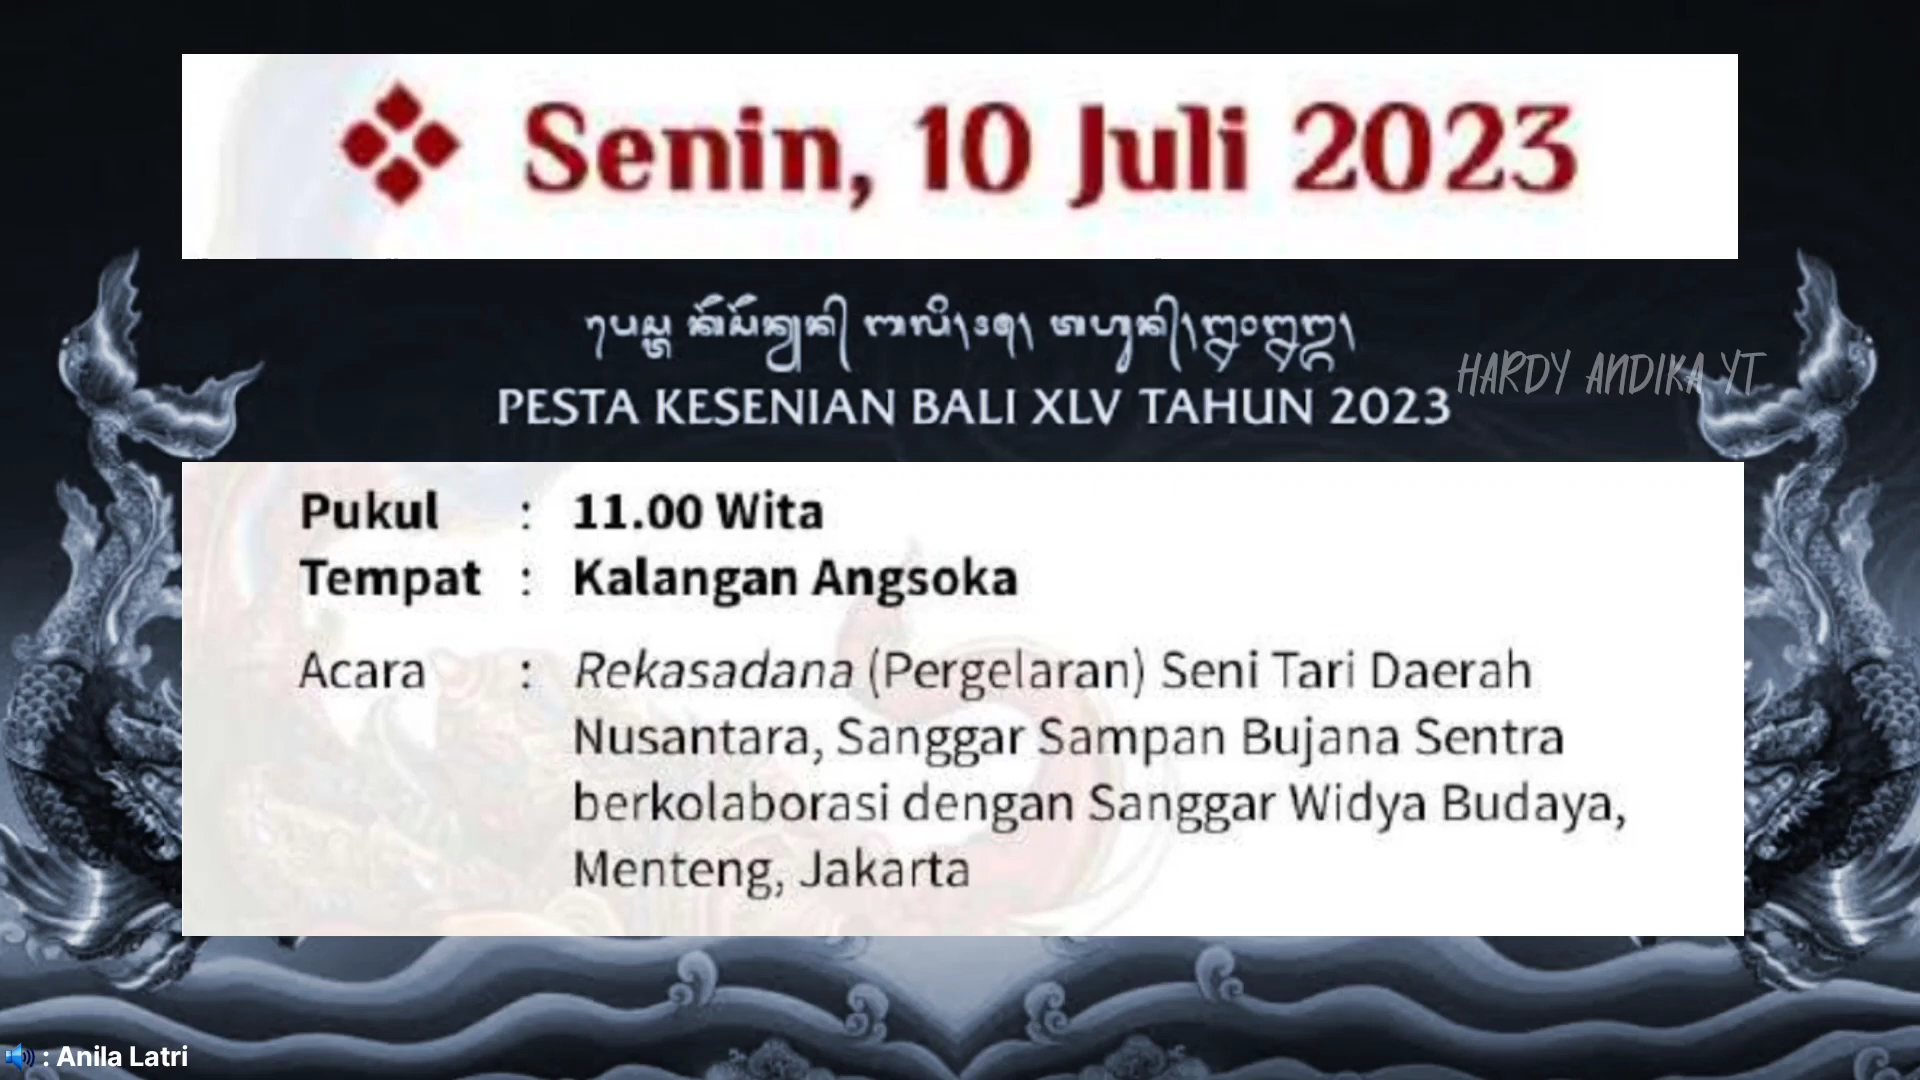 Senin, 10 Juli 2023
PESTA KESENIAN BALI XLV TAHUN 2023
HARDY ANDIKA YT
Pukul : 11.00 Wita
Tempat : Kalangan Angsoka
Acara : Rekasadana (Pergelaran) Seni Tari Daerah
Nusantara, Sanggar Sampan Bujana Sentra
berkolaborasi dengan Sanggar Widya Budaya,
Menteng, Jakarta
: Anila Latri